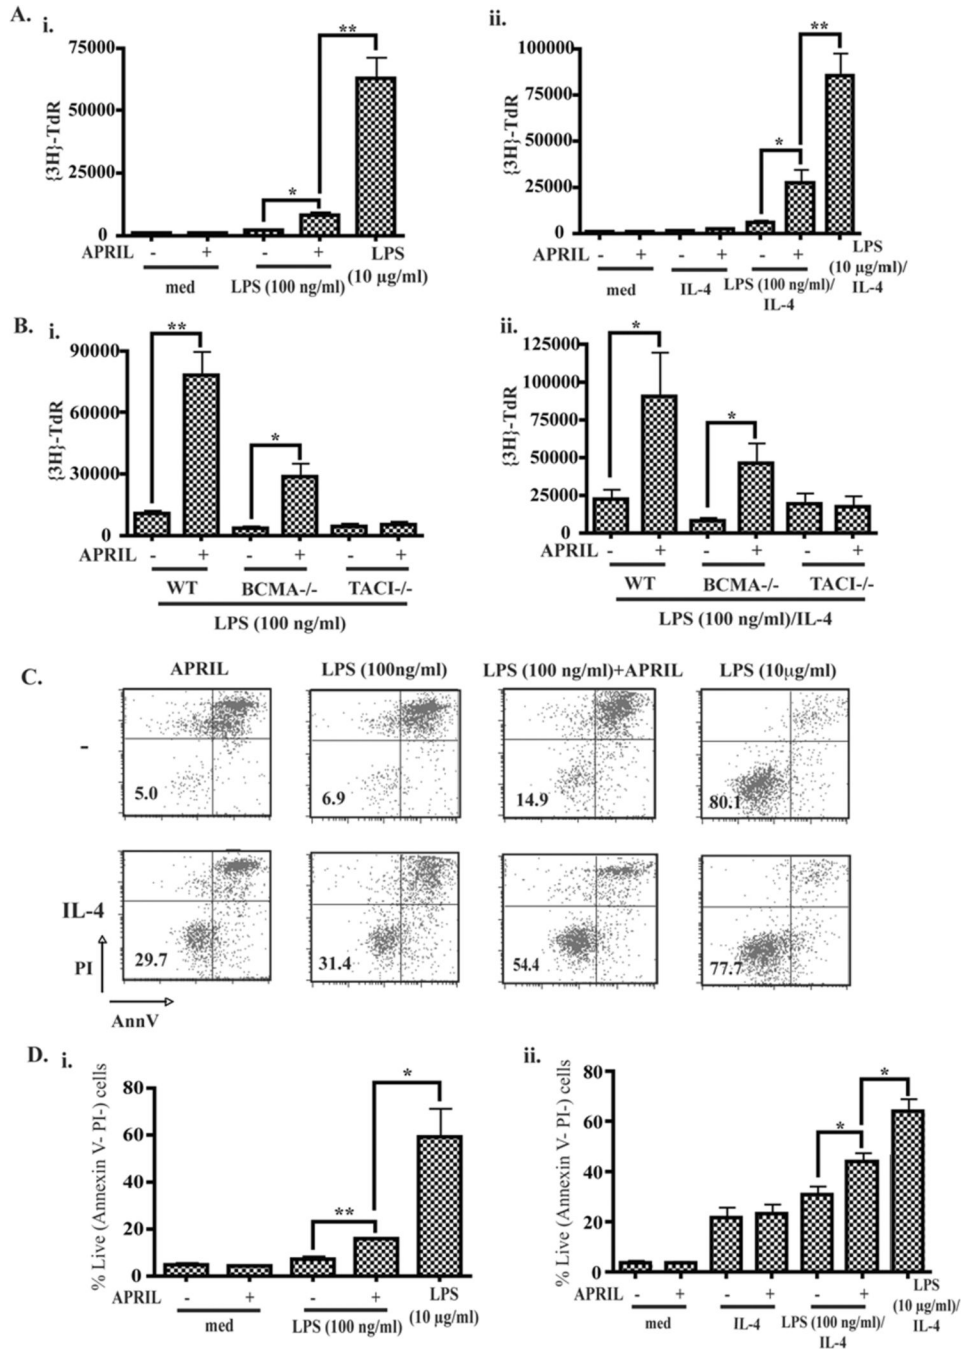 A.
i.
ii.
**
**
75000
100000
50000
75000
50000
25000
25000
0
0
{3H}-TdR
{3H}-TdR
*
*
APRIL - + - + LPS
(10 µg/ml)
med LPS (100 ng/ml)
APRIL - + - + - + LPS
(10 µg/ml)/
IL-4
med IL-4 LPS (100 ng/ml)/
IL-4
B.
i.
ii.
**
*
*
*
90000
60000
30000
0
{3H}-TdR
125000
100000
75000
50000
25000
0
{3H}-TdR
APRIL - + - + - +
WT BCMA-/- TACI-/-
LPS (100 ng/ml)
APRIL - + - + - +
WT BCMA-/- TACI-/-
LPS (100 ng/ml)/IL-4
C.
APRIL LPS (100ng/ml) LPS (100 ng/ml)+APRIL LPS (10µg/ml)
-
5.0 6.9 14.9 80.1
IL-4
29.7 31.4 54.4 77.7
PI
AnnV
D.
i.
ii.
% Live (Annexin V- PI-) cells
80
60
40
20
0
*
**
APRIL - + - + LPS
(10 µg/ml)
med LPS (100 ng/ml)
% Live (Annexin V- PI-) cells
80
60
40
20
0
*
*
APRIL - + - + - + LPS
(10 µg/ml)/
IL-4
med IL-4 LPS (100 ng/ml)/
IL-4